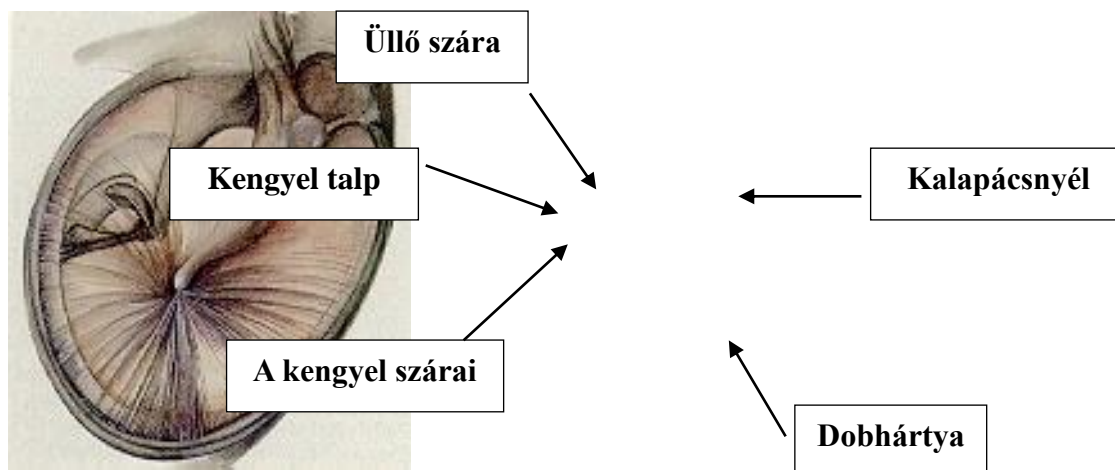 Üllő szára
Kengyel talp
Kalapácsnyél
A kengyel szárai
Dobhártya